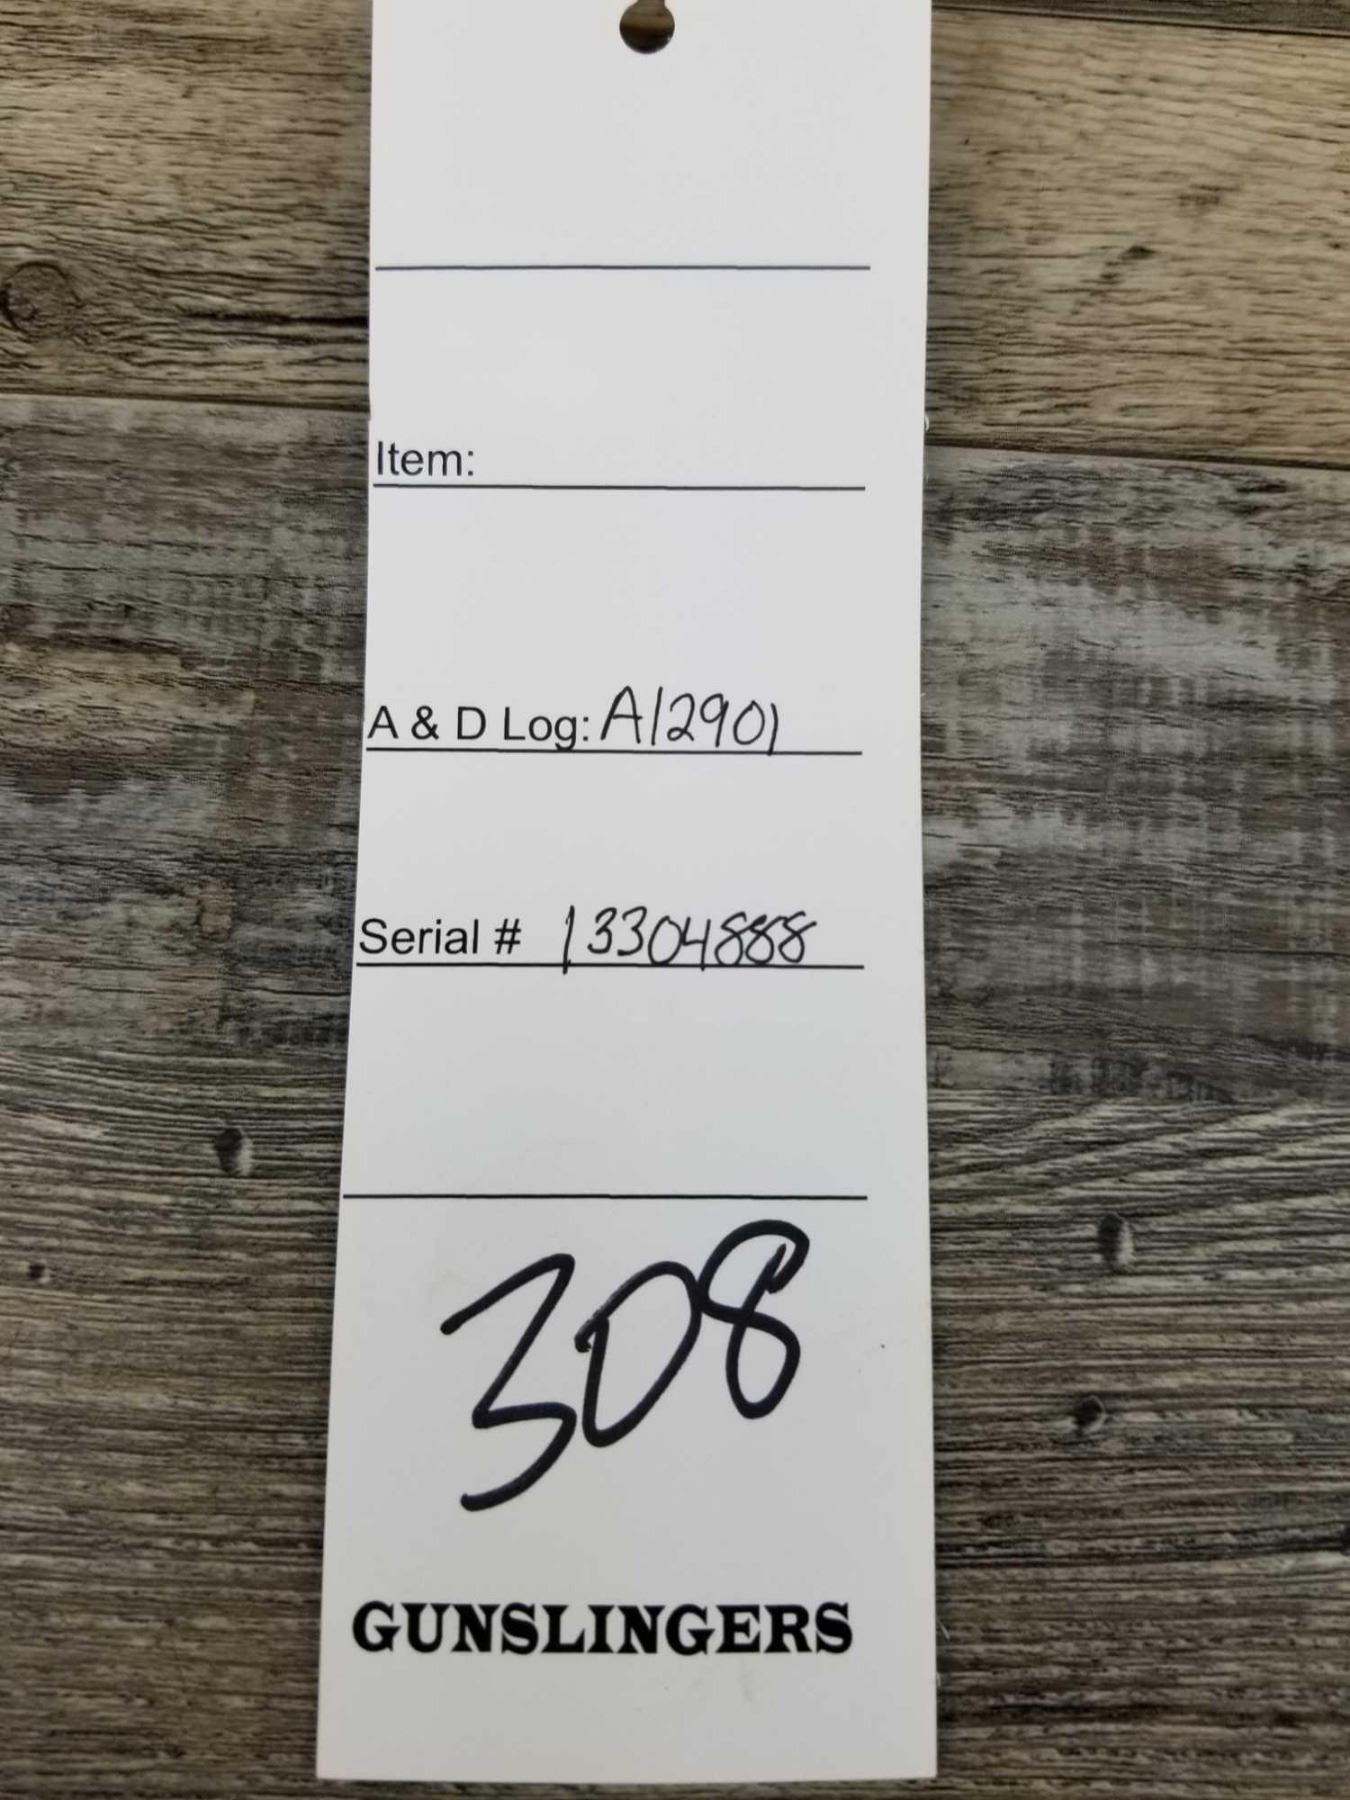 Item:
A & D Log: A12901
Serial # 13304888
308
GUNSLINGERS